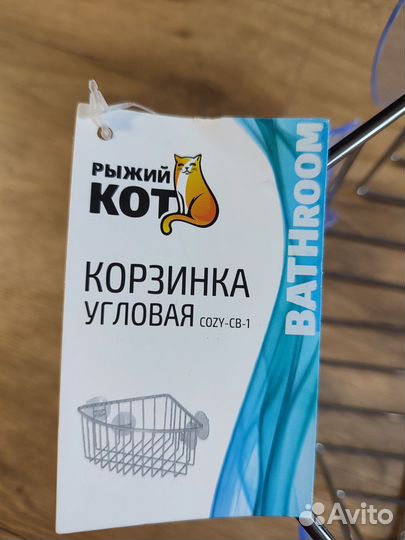 РЫЖИЙ
КОТ
КОРЗИНКА
УГЛОВАЯ COZY-CB-1
BATHROOM
Avito